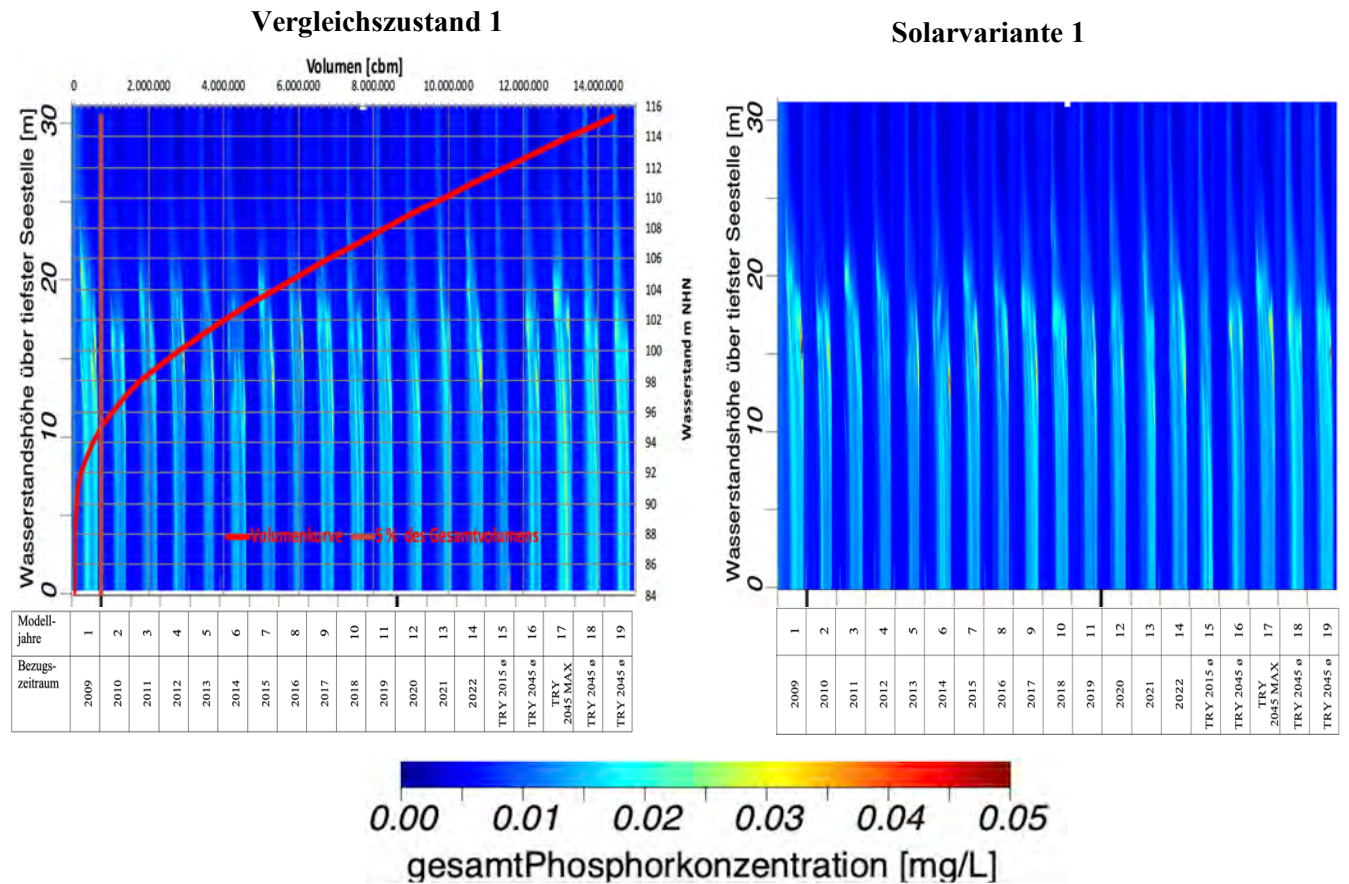 Vergleichszustand 1
Solarvariante 1
Volumen [cbm]
0 2.000.000 4.000.000 6.000.000 8.000.000 10.000.000 12.000.000 14.000.000
Wasserstandshöhe über tiefster Seestelle [m]
30
20
10
0
116
114
112
110
108
106
104
102
100
98
96
94
92
90
88
86
84
Wasserstand m NHN
Volumenkurve 5 % des Gesamtvolumens
Wasserstandshöhe über tiefster Seestelle [m]
30
20
10
0
Modell-
jahre
1 2 3 4 5 6 7 8 9 10 11 12 13 14 15 16 17 18 19
Bezugs-
zeitraum
2009 2010 2011 2012 2013 2014 2015 2016 2017 2018 2019 2020 2021 2022 TRY 2015 ø TRY 2045 ø TRY 2045 MAX TRY 2045 ø TRY 2045 ø
1 2 3 4 5 6 7 8 9 10 11 12 13 14 15 16 17 18 19
2009 2010 2011 2012 2013 2014 2015 2016 2017 2018 2019 2020 2021 2022 TRY 2015 ø TRY 2045 ø TRY 2045 MAX TRY 2045 ø TRY 2045 ø
0.00 0.01 0.02 0.03 0.04 0.05
gesamtPhosphorkonzentration [mg/L]